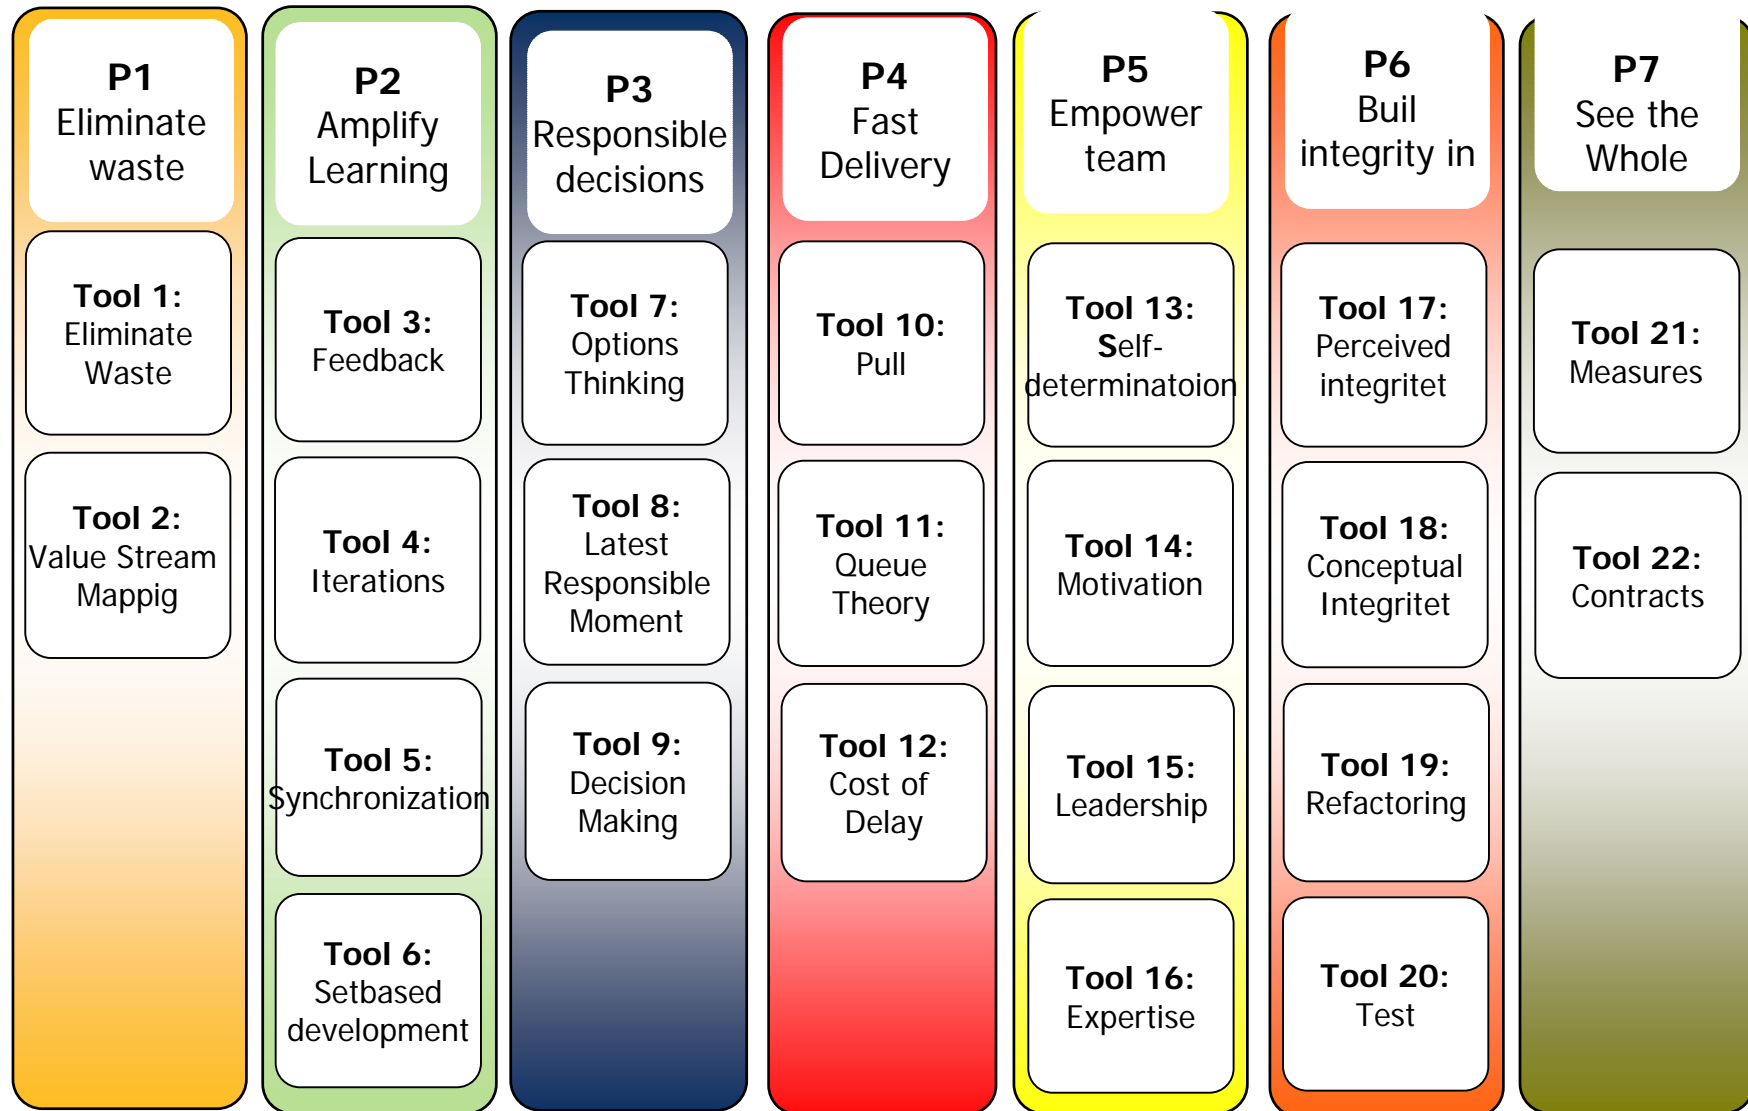 P1
Eliminate
waste
Tool 1:
Eliminate
Waste
Tool 2:
Value Stream
Mappig
P2
Amplify
Learning
Tool 3:
Feedback
Tool 4:
Iterations
Tool 5:
Synchronization
Tool 6:
Setbased
development
P3
Responsible
decisions
Tool 7:
Options
Thinking
Tool 8:
Latest
Responsible
Moment
Tool 9:
Decision
Making
P4
Fast
Delivery
Tool 10:
Pull
Tool 11:
Queue
Theory
Tool 12:
Cost of
Delay
P5
Empower
team
Tool 13:
Self-
determinatoion
Tool 14:
Motivation
Tool 15:
Leadership
Tool 16:
Expertise
P6
Buil
integrity in
Tool 17:
Perceived
integritet
Tool 18:
Conceptual
Integritet
Tool 19:
Refactoring
Tool 20:
Test
P7
See the
Whole
Tool 21:
Measures
Tool 22:
Contracts